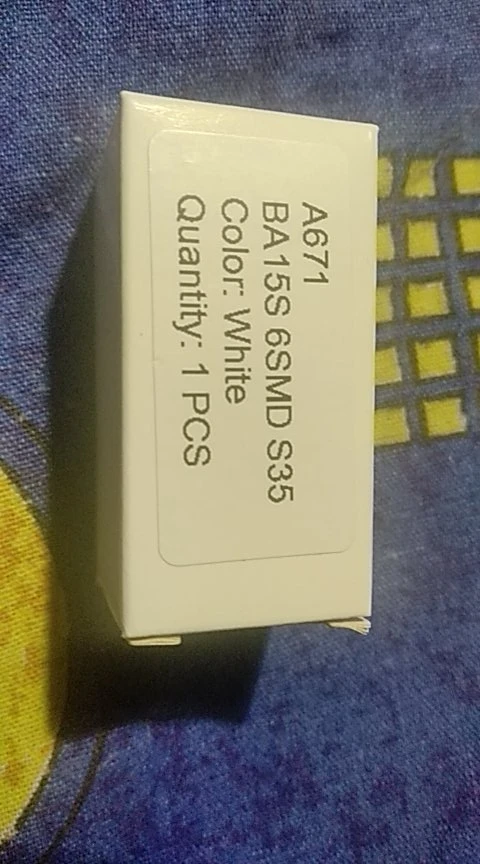 A671
BA15S 6SMD S35
Color: White
Quantity: 1 PCS